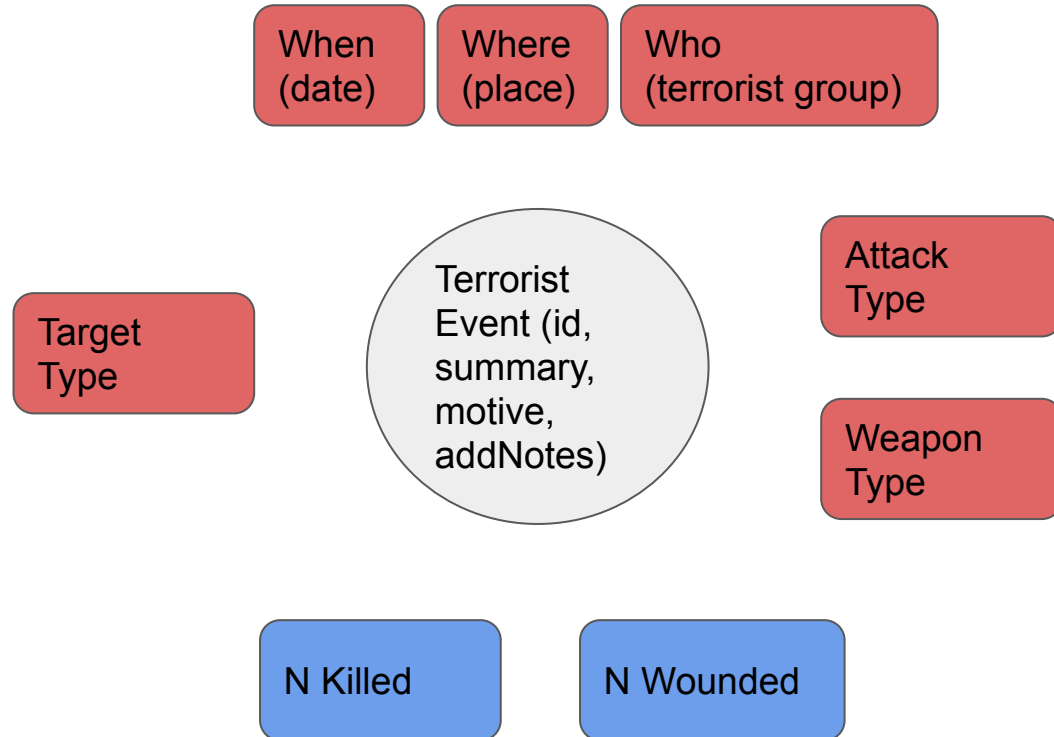 When
(date)
Where
(place)
Who
(terrorist group)
Terrorist
Event (id,
summary,
motive,
addNotes)
Attack
Type
Target
Type
Weapon
Type
N Killed
N Wounded